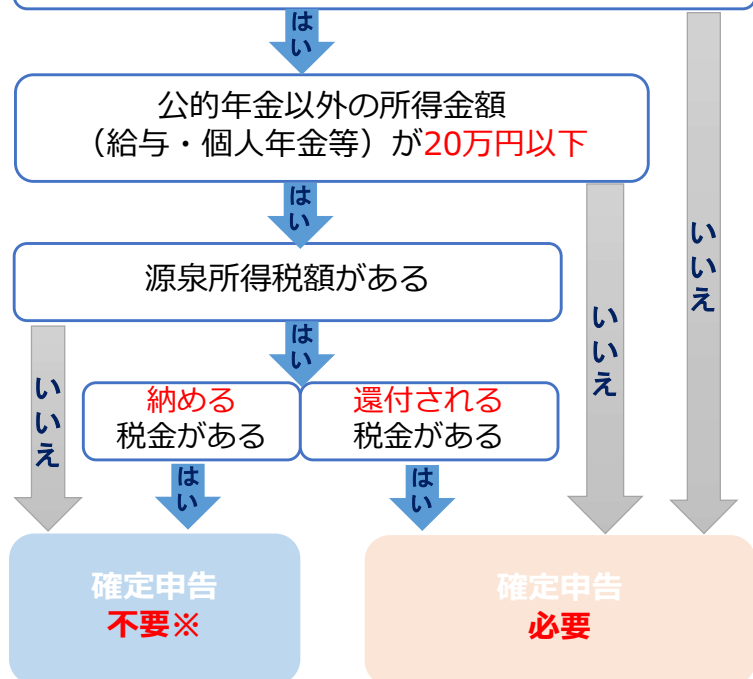 はい
公的年金以外の所得金額
（給与・個人年金等）が20万円以下
はい
いいえ
源泉所得税額がある
いいえ
はい
いいえ
納める
税金がある
還付される
税金がある
はい
はい
確定申告
不要※
確定申告
必要